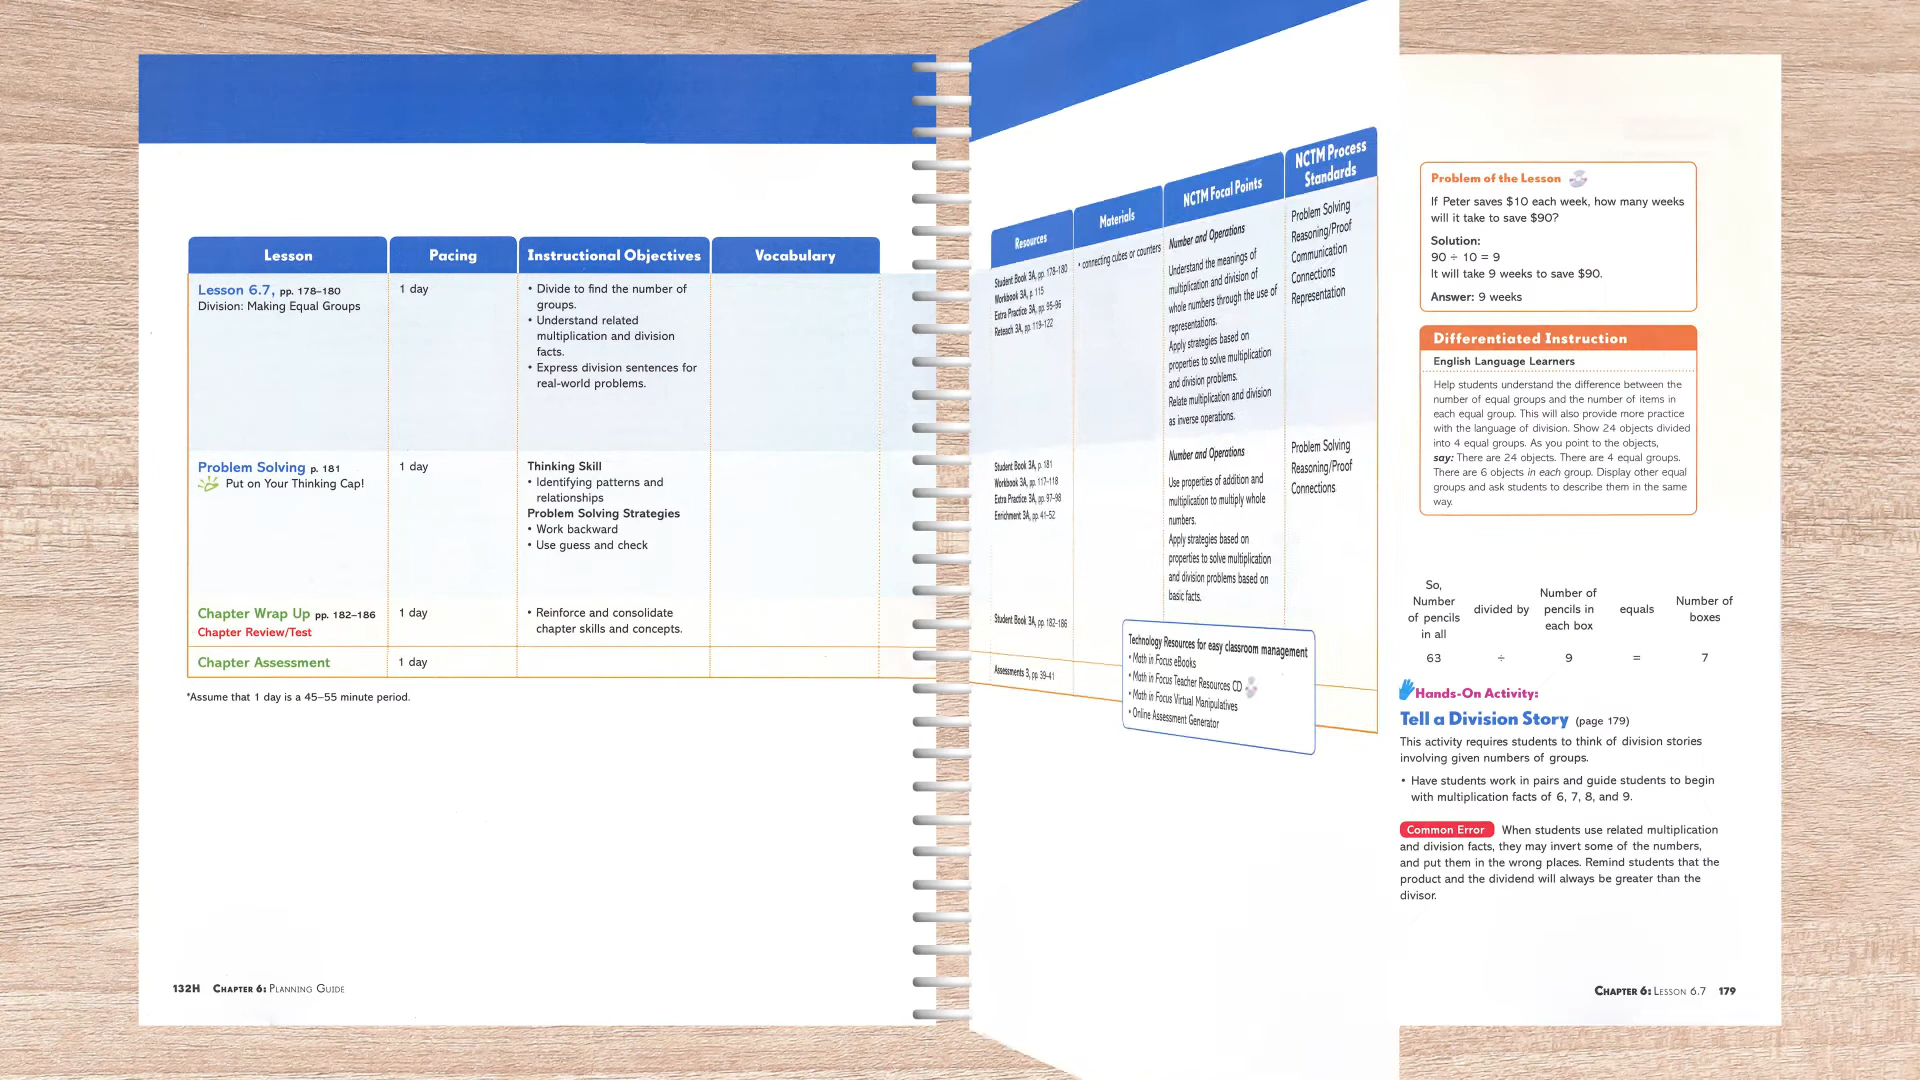 Lesson
Pacing
Instructional Objectives
Vocabulary
Lesson 6.7, pp. 178–180
Division: Making Equal Groups
1 day
• Divide to find the number of
groups.
• Understand related
multiplication and division
facts.
• Express division sentences for
real-world problems.
Problem Solving p. 181
Put on Your Thinking Cap!
1 day
Thinking Skill
• Identifying patterns and
relationships
Problem Solving Strategies
• Work backward
• Use guess and check
Chapter Wrap Up pp. 182–186
Chapter Review/Test
1 day
• Reinforce and consolidate
chapter skills and concepts.
Chapter Assessment
1 day
*Assume that 1 day is a 45–55 minute period.
132H Chapter 6: Planning Guide
Resources
Materials
NCTM Focal Points
NCTM Process
Standards
Student Book 3A, pp. 178-180
Workbook 3A, p. 115
Extra Practice 3A, pp. 95-96
Reteach 3A, pp. 119-122
• connecting cubes or counters
Number and Operations
Understand the meanings of
multiplication and division of
whole numbers through the use of
representations.
Apply strategies based on
properties to solve multiplication
and division problems.
Relate multiplication and division
as inverse operations.
Problem Solving
Reasoning/Proof
Communication
Connections
Representation
Student Book 3A, p. 181
Workbook 3A, pp. 117-118
Extra Practice 3A, pp. 97-98
Enrichment 3A, pp. 41-52
Number and Operations
Use properties of addition and
multiplication to multiply whole
numbers.
Apply strategies based on
properties to solve multiplication
and division problems based on
basic facts.
Problem Solving
Reasoning/Proof
Connections
Student Book 3A, pp. 182-186
Assessments 3, pp. 39-41
Technology Resources for easy classroom management
• Math in Focus eBooks
• Math in Focus Teacher Resources CD
• Math in Focus Virtual Manipulatives
• Online Assessment Generator
Problem of the Lesson
If Peter saves $10 each week, how many weeks
will it take to save $90?
Solution:
90 ÷ 10 = 9
It will take 9 weeks to save $90.
Answer: 9 weeks
Differentiated Instruction
English Language Learners
Help students understand the difference between the
number of equal groups and the number of items in
each equal group. This will also provide more practice
with the language of division. Show 24 objects divided
into 4 equal groups. As you point to the objects,
say: There are 24 objects. There are 4 equal groups.
There are 6 objects in each group. Display other equal
groups and ask students to describe them in the same
way.
So,
Number
of pencils
in all
divided by
Number of
pencils in
each box
equals
Number of
boxes
63 ÷ 9 = 7
Hands-On Activity:
Tell a Division Story (page 179)
This activity requires students to think of division stories
involving given numbers of groups.
• Have students work in pairs and guide students to begin
with multiplication facts of 6, 7, 8, and 9.
Common Error When students use related multiplication
and division facts, they may invert some of the numbers,
and put them in the wrong places. Remind students that the
product and the dividend will always be greater than the
divisor.
Chapter 6: Lesson 6.7 179